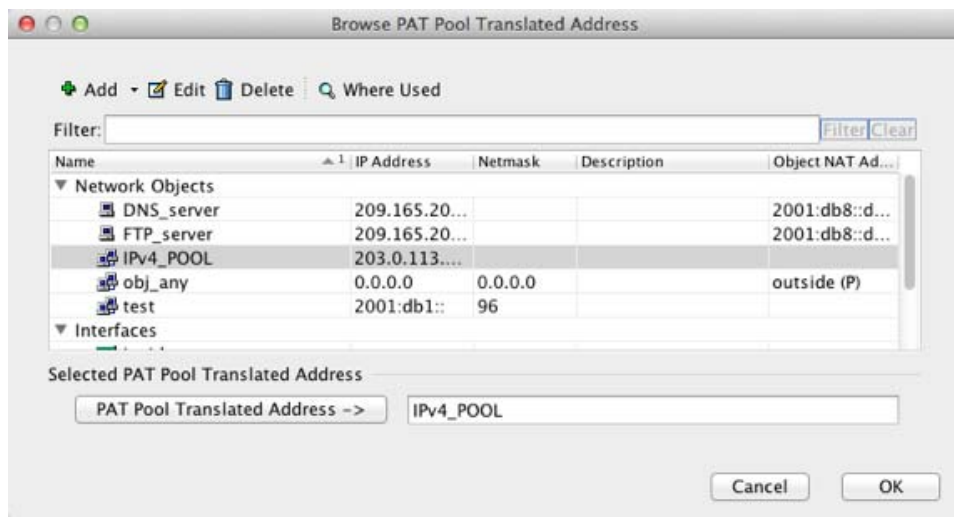 Browse PAT Pool Translated Address
Add Edit Delete Where Used
Filter: Filter Clear
Name 1 IP Address Netmask Description Object NAT Ad...
Network Objects
DNS_server 209.165.20... 2001:db8::d...
FTP_server 209.165.20... 2001:db8::d...
IPv4_POOL 203.0.113....
obj_any 0.0.0.0 0.0.0.0 outside (P)
test 2001:db1:: 96
Interfaces
Selected PAT Pool Translated Address
PAT Pool Translated Address -> IPv4_POOL
Cancel OK